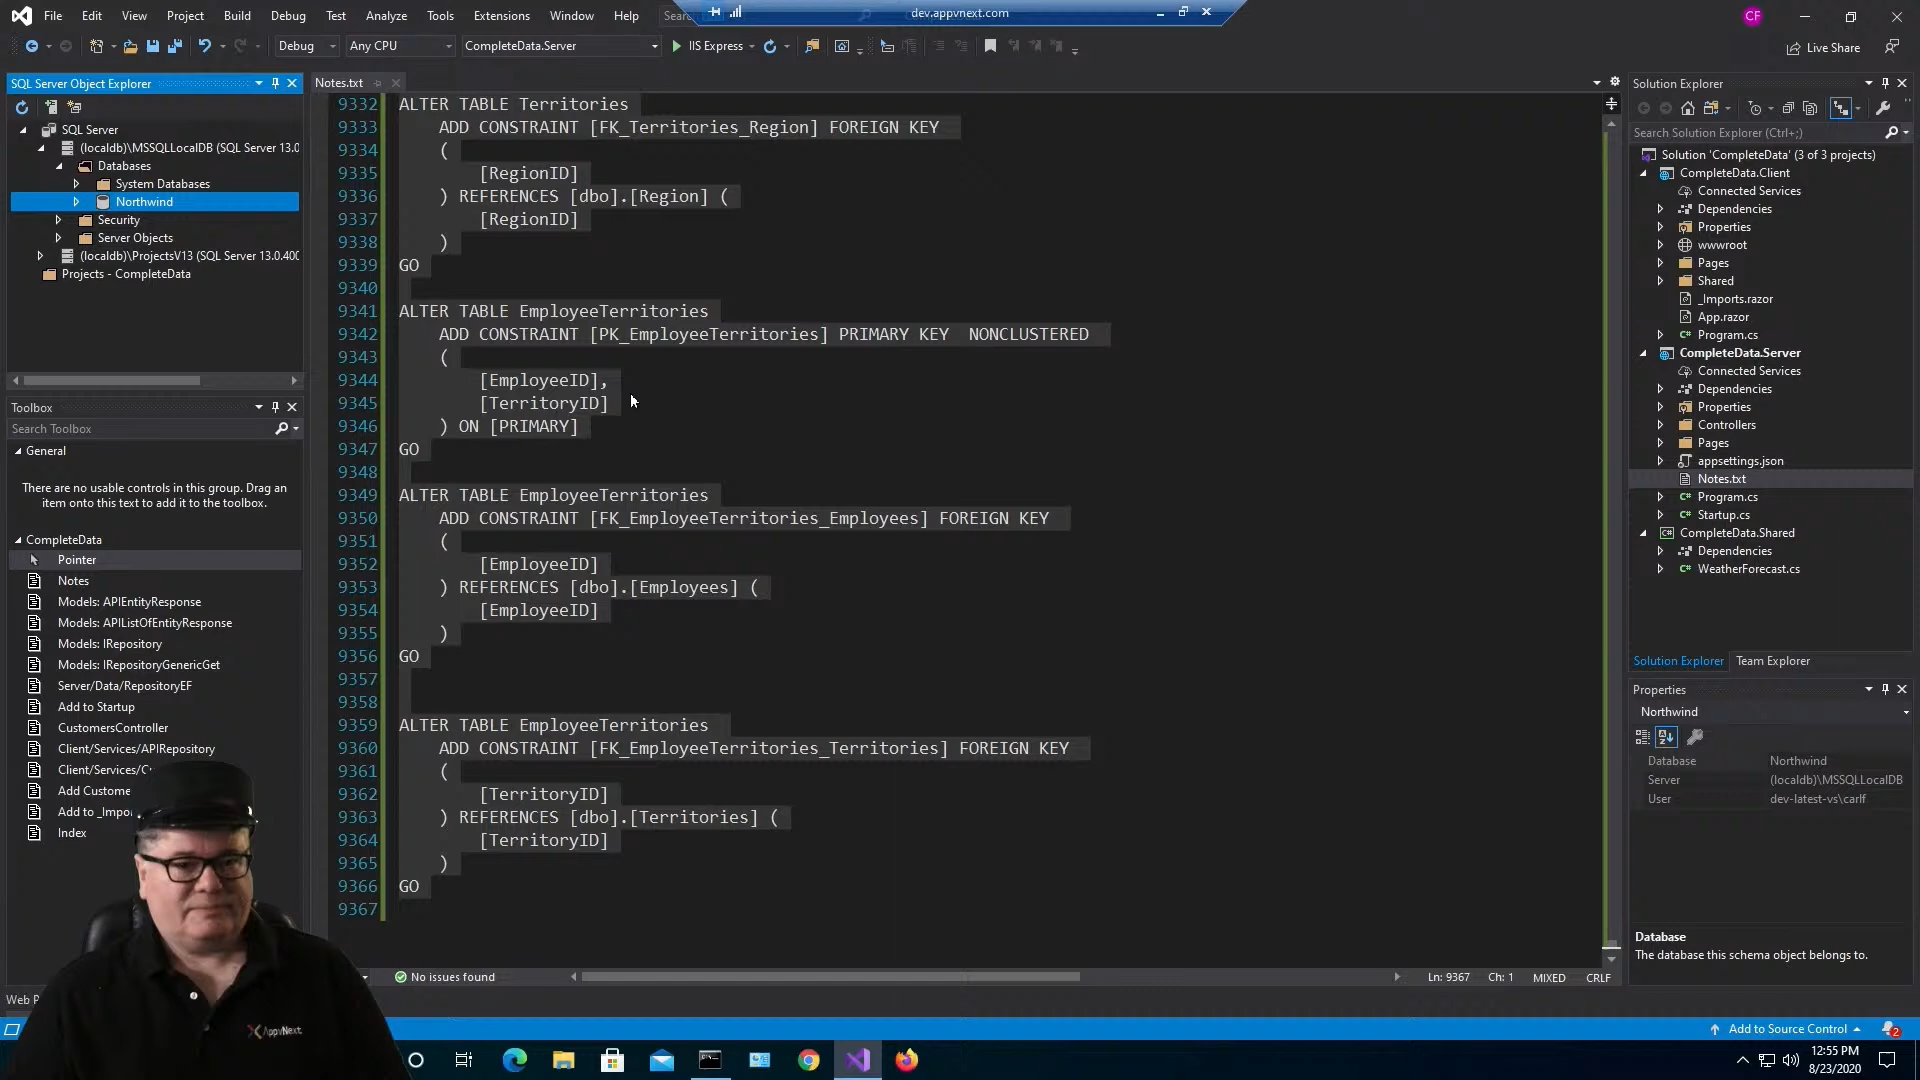 File Edit View Project Build Debug Test Analyze Tools Extensions Window Help
dev.appvnext.com
CF
Debug Any CPU CompleteData.Server IIS Express
Live Share
SQL Server Object Explorer
SQL Server
(localdb)\MSSQLLocalDB (SQL Server 13.0
Databases
System Databases
Northwind
Security
Server Objects
(localdb)\ProjectsV13 (SQL Server 13.0.400
Projects - CompleteData
Toolbox
Search Toolbox
General
There are no usable controls in this group. Drag an
item onto this text to add it to the toolbox.
CompleteData
Pointer
Notes
Models: APIEntityResponse
Models: APIListOfEntityResponse
Models: IRepository
Models: IRepositoryGenericGet
Server/Data/RepositoryEF
Add to Startup
CustomersController
Client/Services/APIRepository
Client/Services/C
Add Custome
Add to _Impo
Index
Notes.txt
9332 ALTER TABLE Territories
9333 ADD CONSTRAINT [FK_Territories_Region] FOREIGN KEY
9334 (
9335 [RegionID]
9336 ) REFERENCES [dbo].[Region] (
9337 [RegionID]
9338 )
9339 GO
9340
9341 ALTER TABLE EmployeeTerritories
9342 ADD CONSTRAINT [PK_EmployeeTerritories] PRIMARY KEY NONCLUSTERED
9343 (
9344 [EmployeeID],
9345 [TerritoryID]
9346 ) ON [PRIMARY]
9347 GO
9348
9349 ALTER TABLE EmployeeTerritories
9350 ADD CONSTRAINT [FK_EmployeeTerritories_Employees] FOREIGN KEY
9351 (
9352 [EmployeeID]
9353 ) REFERENCES [dbo].[Employees] (
9354 [EmployeeID]
9355 )
9356 GO
9357
9358
9359 ALTER TABLE EmployeeTerritories
9360 ADD CONSTRAINT [FK_EmployeeTerritories_Territories] FOREIGN KEY
9361 (
9362 [TerritoryID]
9363 ) REFERENCES [dbo].[Territories] (
9364 [TerritoryID]
9365 )
9366 GO
9367
No issues found
Ln: 9367 Ch: 1 MIXED CRLF
Solution Explorer
Search Solution Explorer (Ctrl+;)
Solution 'CompleteData' (3 of 3 projects)
CompleteData.Client
Connected Services
Dependencies
Properties
wwwroot
Pages
Shared
_Imports.razor
App.razor
Program.cs
CompleteData.Server
Connected Services
Dependencies
Properties
Controllers
Pages
appsettings.json
Notes.txt
Program.cs
Startup.cs
CompleteData.Shared
Dependencies
WeatherForecast.cs
Solution Explorer Team Explorer
Properties
Northwind
Database Northwind
Server (localdb)\MSSQLLocalDB
User dev-latest-vs\carlf
Database
The database this schema object belongs to.
Web P
AppvNext
Add to Source Control
2
12:55 PM
8/23/2020